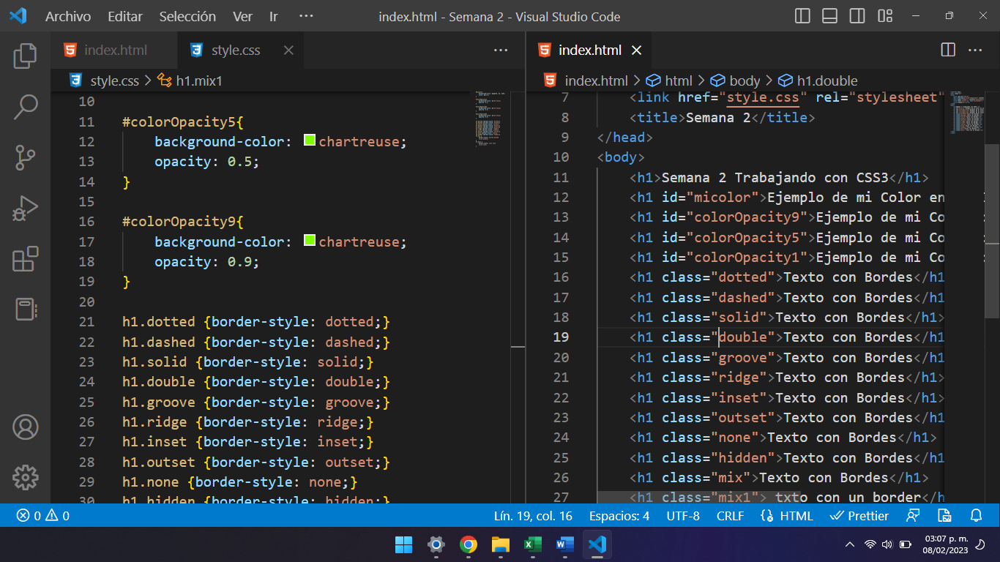 Archivo Editar Selección Ver Ir ··· index.html - Semana 2 - Visual Studio Code
index.html style.css
style.css > h1.mix1
10
11 #colorOpacity5{
12 background-color: chartreuse;
13 opacity: 0.5;
14 }
15
16 #colorOpacity9{
17 background-color: chartreuse;
18 opacity: 0.9;
19 }
20
21 h1.dotted {border-style: dotted;}
22 h1.dashed {border-style: dashed;}
23 h1.solid {border-style: solid;}
24 h1.double {border-style: double;}
25 h1.groove {border-style: groove;}
26 h1.ridge {border-style: ridge;}
27 h1.inset {border-style: inset;}
28 h1.outset {border-style: outset;}
29 h1.none {border-style: none;}
30 h1.hidden {border-style: hidden;}
index.html
index.html > html > body > h1.double
7 <link href="style.css" rel="stylesheet"
8 <title>Semana 2</title>
9 </head>
10 <body>
11 <h1>Semana 2 Trabajando con CSS3</h1>
12 <h1 id="micolor">Ejemplo de mi Color en
13 <h1 id="colorOpacity9">Ejemplo de mi Co
14 <h1 id="colorOpacity5">Ejemplo de mi Co
15 <h1 id="colorOpacity1">Ejemplo de mi Co
16 <h1 class="dotted">Texto con Bordes</h1
17 <h1 class="dashed">Texto con Bordes</h1
18 <h1 class="solid">Texto con Bordes</h1>
19 <h1 class="double">Texto con Bordes</h1
20 <h1 class="groove">Texto con Bordes</h1
21 <h1 class="ridge">Texto con Bordes</h1>
22 <h1 class="inset">Texto con Bordes</h1>
23 <h1 class="outset">Texto con Bordes</h1
24 <h1 class="none">Texto con Bordes</h1>
25 <h1 class="hidden">Texto con Bordes</h1
26 <h1 class="mix">Texto con Bordes</h1>
27 <h1 class="mix1"> txto con un border</h
0 0 Lín. 19, col. 16 Espacios: 4 UTF-8 CRLF HTML Prettier
03:07 p. m.
08/02/2023